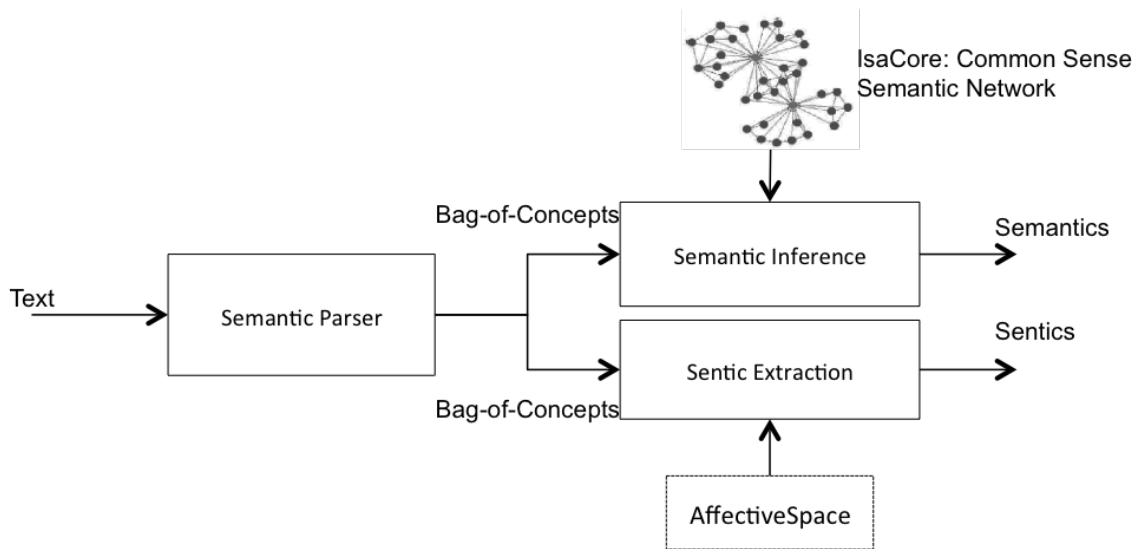 IsaCore: Common Sense
Semantic Network
Bag-of-Concepts
Semantic Inference
Semantics
Text
Semantic Parser
Sentic Extraction
Sentics
Bag-of-Concepts
AffectiveSpace